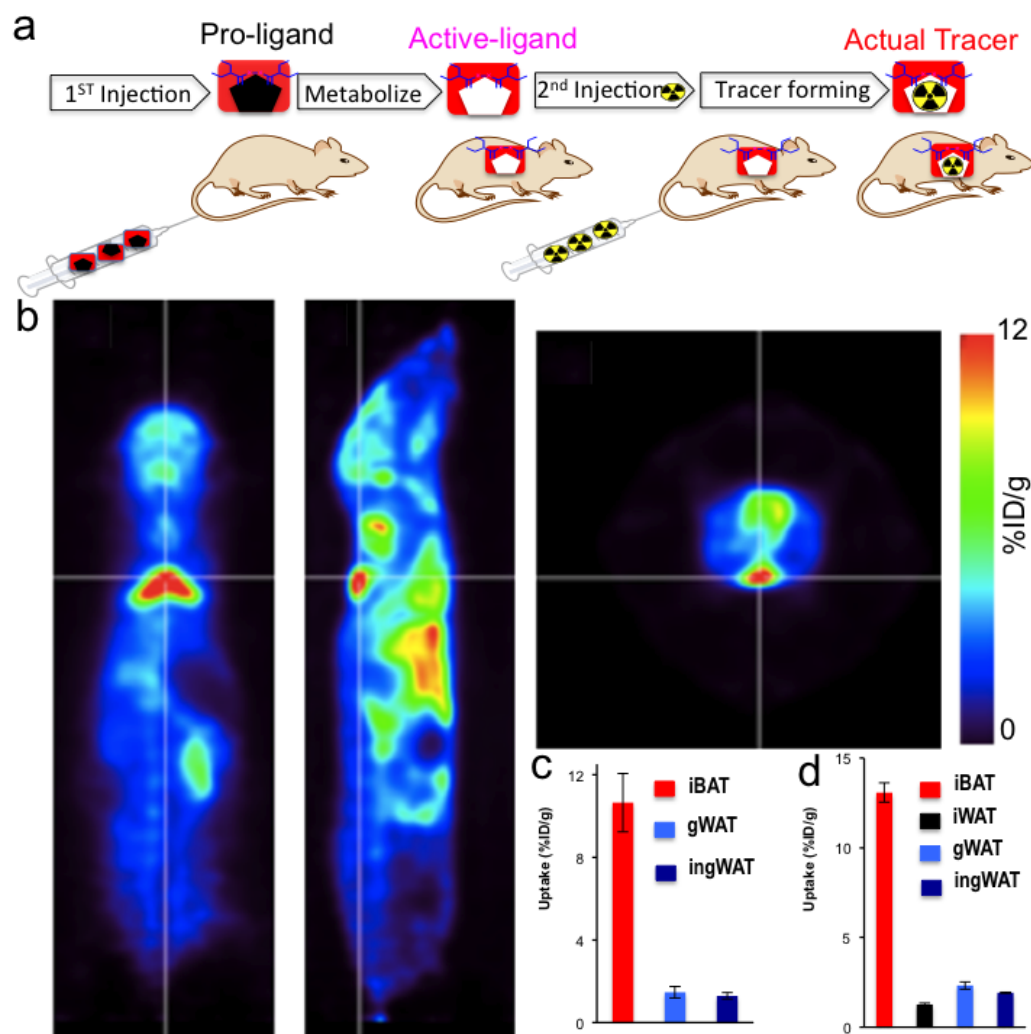 a
Pro-ligand
Active-ligand
Actual Tracer
1ST Injection
Metabolize
2nd Injection
Tracer forming
b
12
%ID/g
0
c
12
8
4
0
Uptake (%ID/g)
iBAT
gWAT
ingWAT
d
15
10
5
0
Uptake (%ID/g)
iBAT
iWAT
gWAT
ingWAT